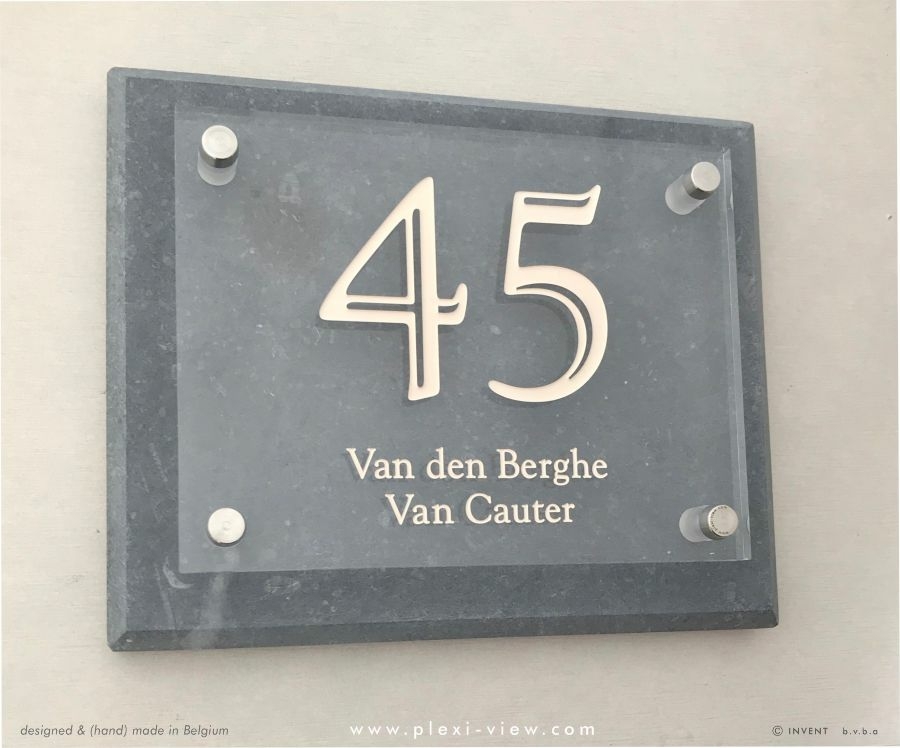 45
Van den Berghe
Van Cauter
designed & (hand) made in Belgium
www.plexi-view.com
© INVENT b.v.b.a